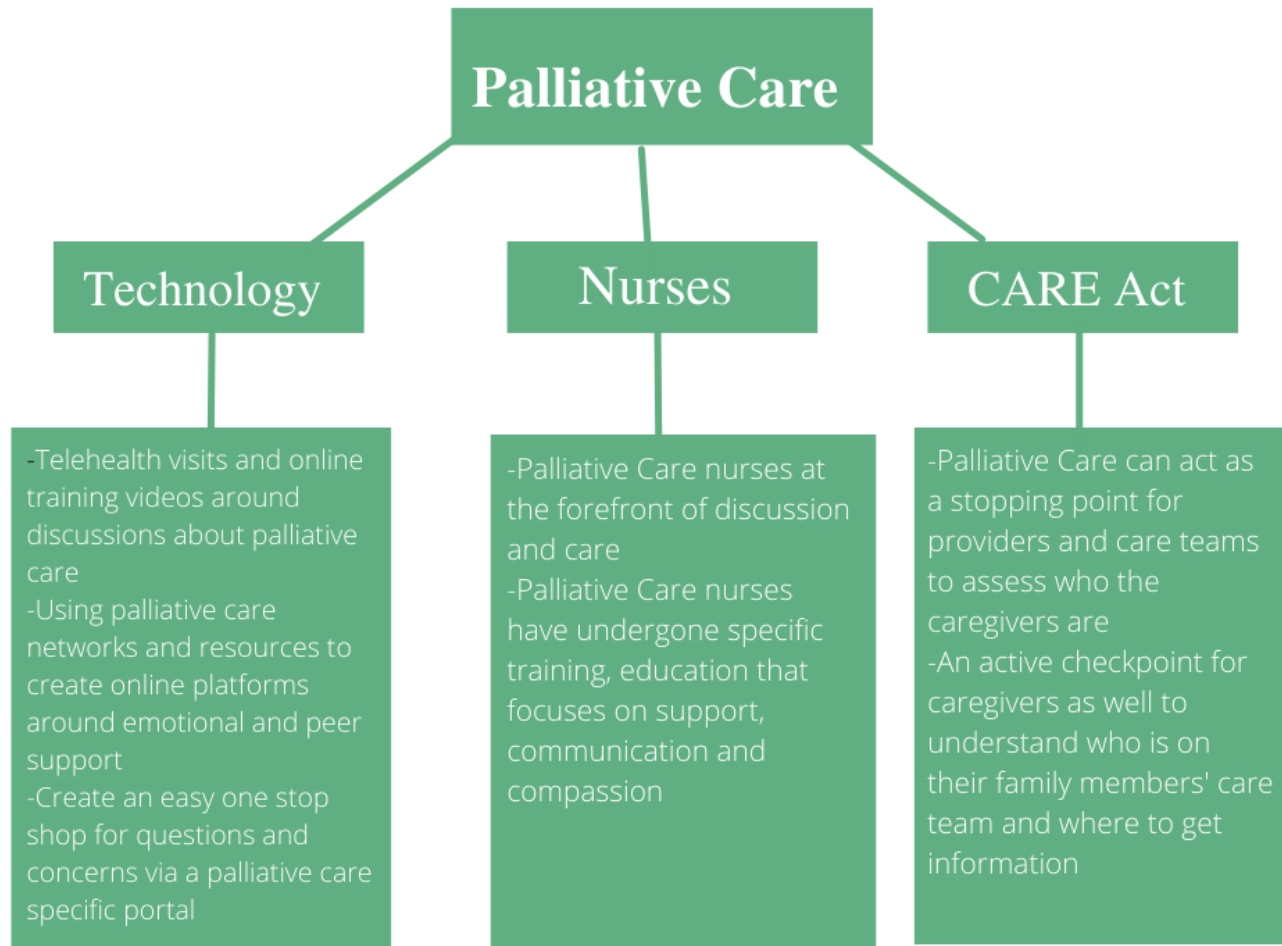 Palliative Care
Technology
Nurses
CARE Act
-Telehealth visits and online
training videos around
discussions about palliative
care
-Using palliative care
networks and resources to
create online platforms
around emotional and peer
support
-Create an easy one stop
shop for questions and
concerns via a palliative care
specific portal
-Palliative Care nurses at
the forefront of discussion
and care
-Palliative Care nurses
have undergone specific
training, education that
focuses on support,
communication and
compassion
-Palliative Care can act as
a stopping point for
providers and care teams
to assess who the
caregivers are
-An active checkpoint for
caregivers as well to
understand who is on
their family members' care
team and where to get
information